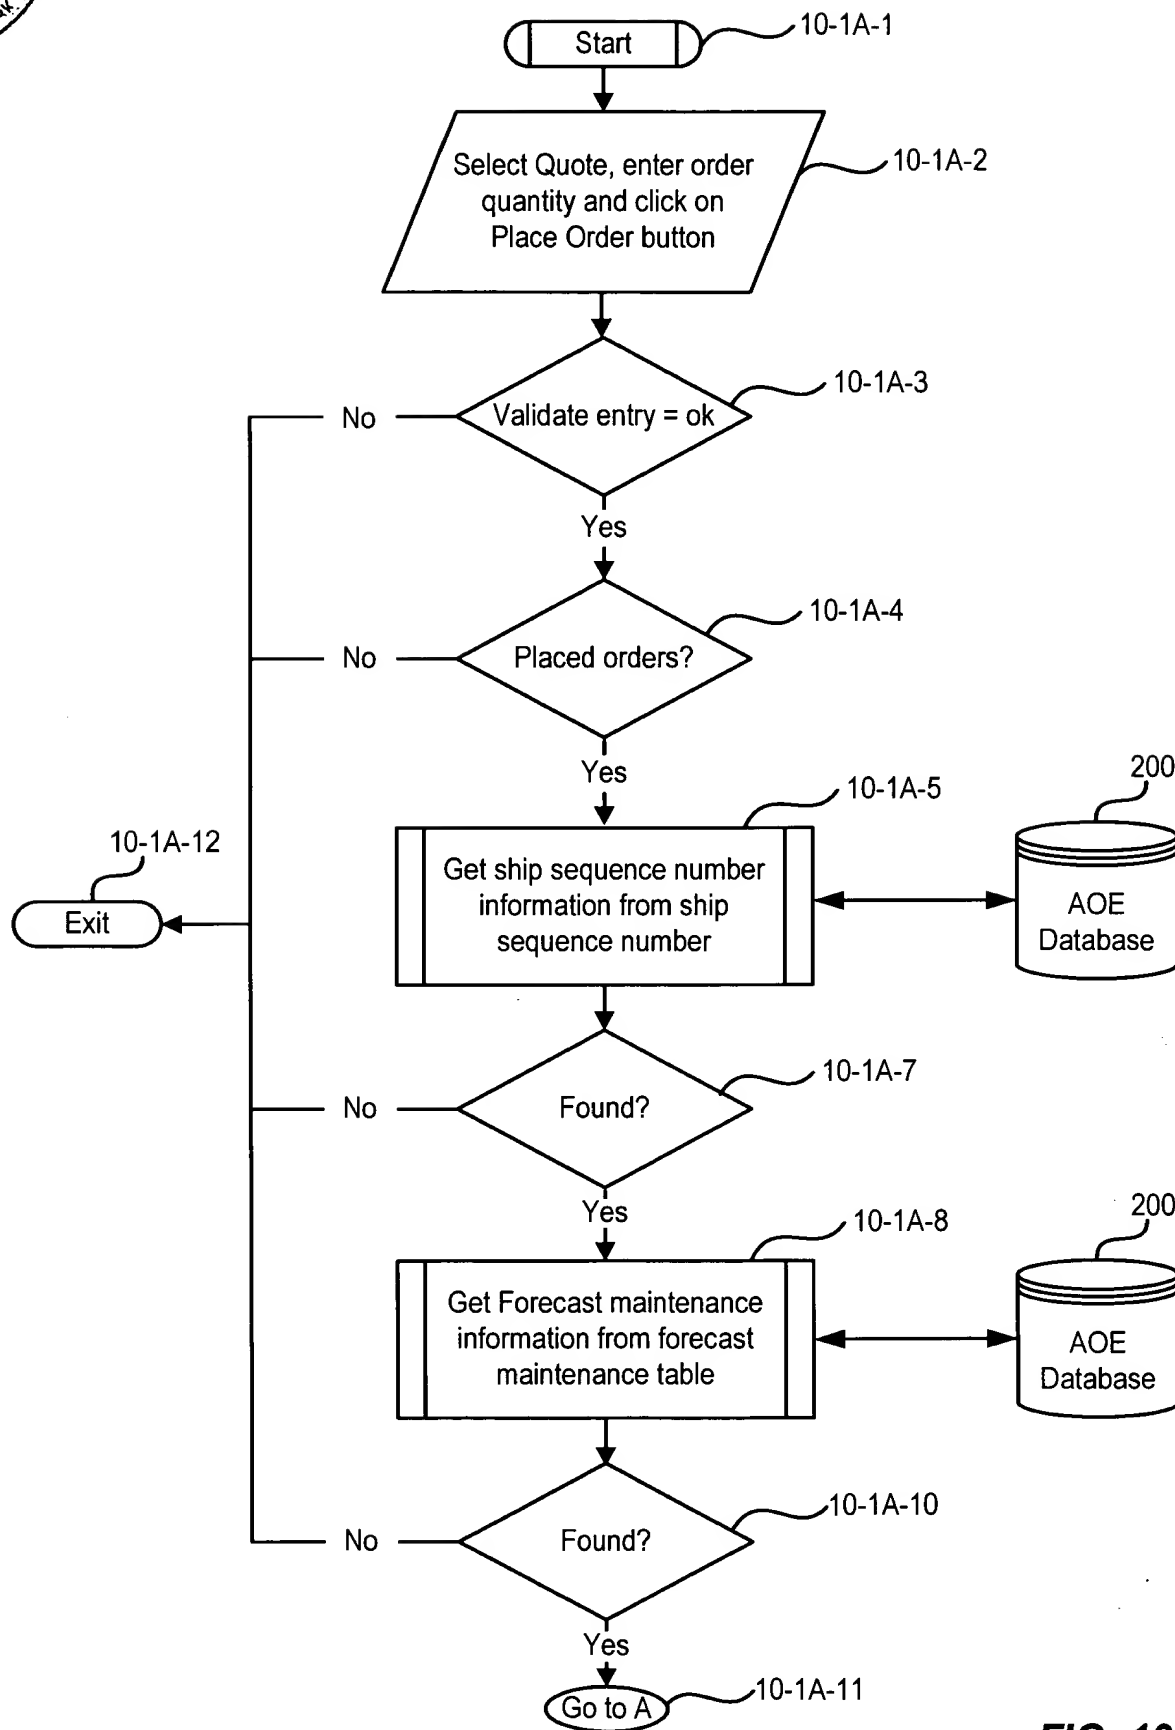 10-1A-1
Start
10-1A-2
Select Quote, enter order
quantity and click on
Place Order button
10-1A-3
Validate entry = ok
No
Yes
10-1A-4
Placed orders?
No
Yes
10-1A-5
200
Get ship sequence number
information from ship
sequence number
AOE
Database
10-1A-12
Exit
10-1A-7
Found?
No
Yes
10-1A-8
200
Get Forecast maintenance
information from forecast
maintenance table
AOE
Database
10-1A-10
Found?
No
Yes
10-1A-11
Go to A